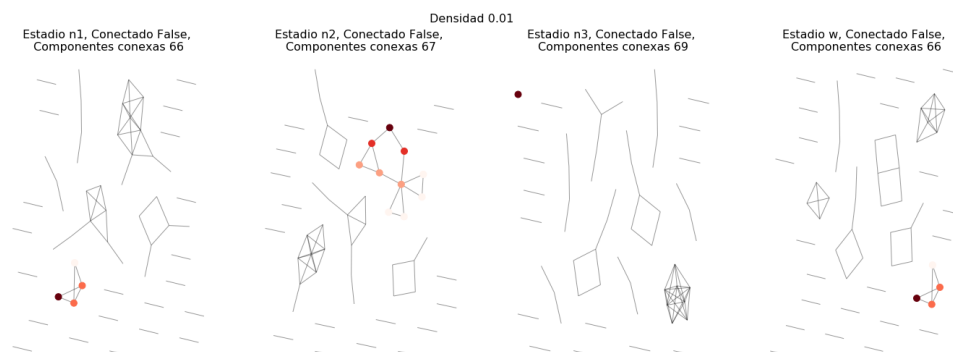 Densidad 0.01
Estadio n1, Conectado False,
Componentes conexas 66
Estadio n2, Conectado False,
Componentes conexas 67
Estadio n3, Conectado False,
Componentes conexas 69
Estadio w, Conectado False,
Componentes conexas 66